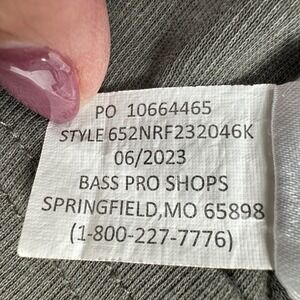 PO 10664465
STYLE 652NRF232046K
06/2023
BASS PRO SHOPS
SPRINGFIELD,MO 65898
(1-800-227-7776)